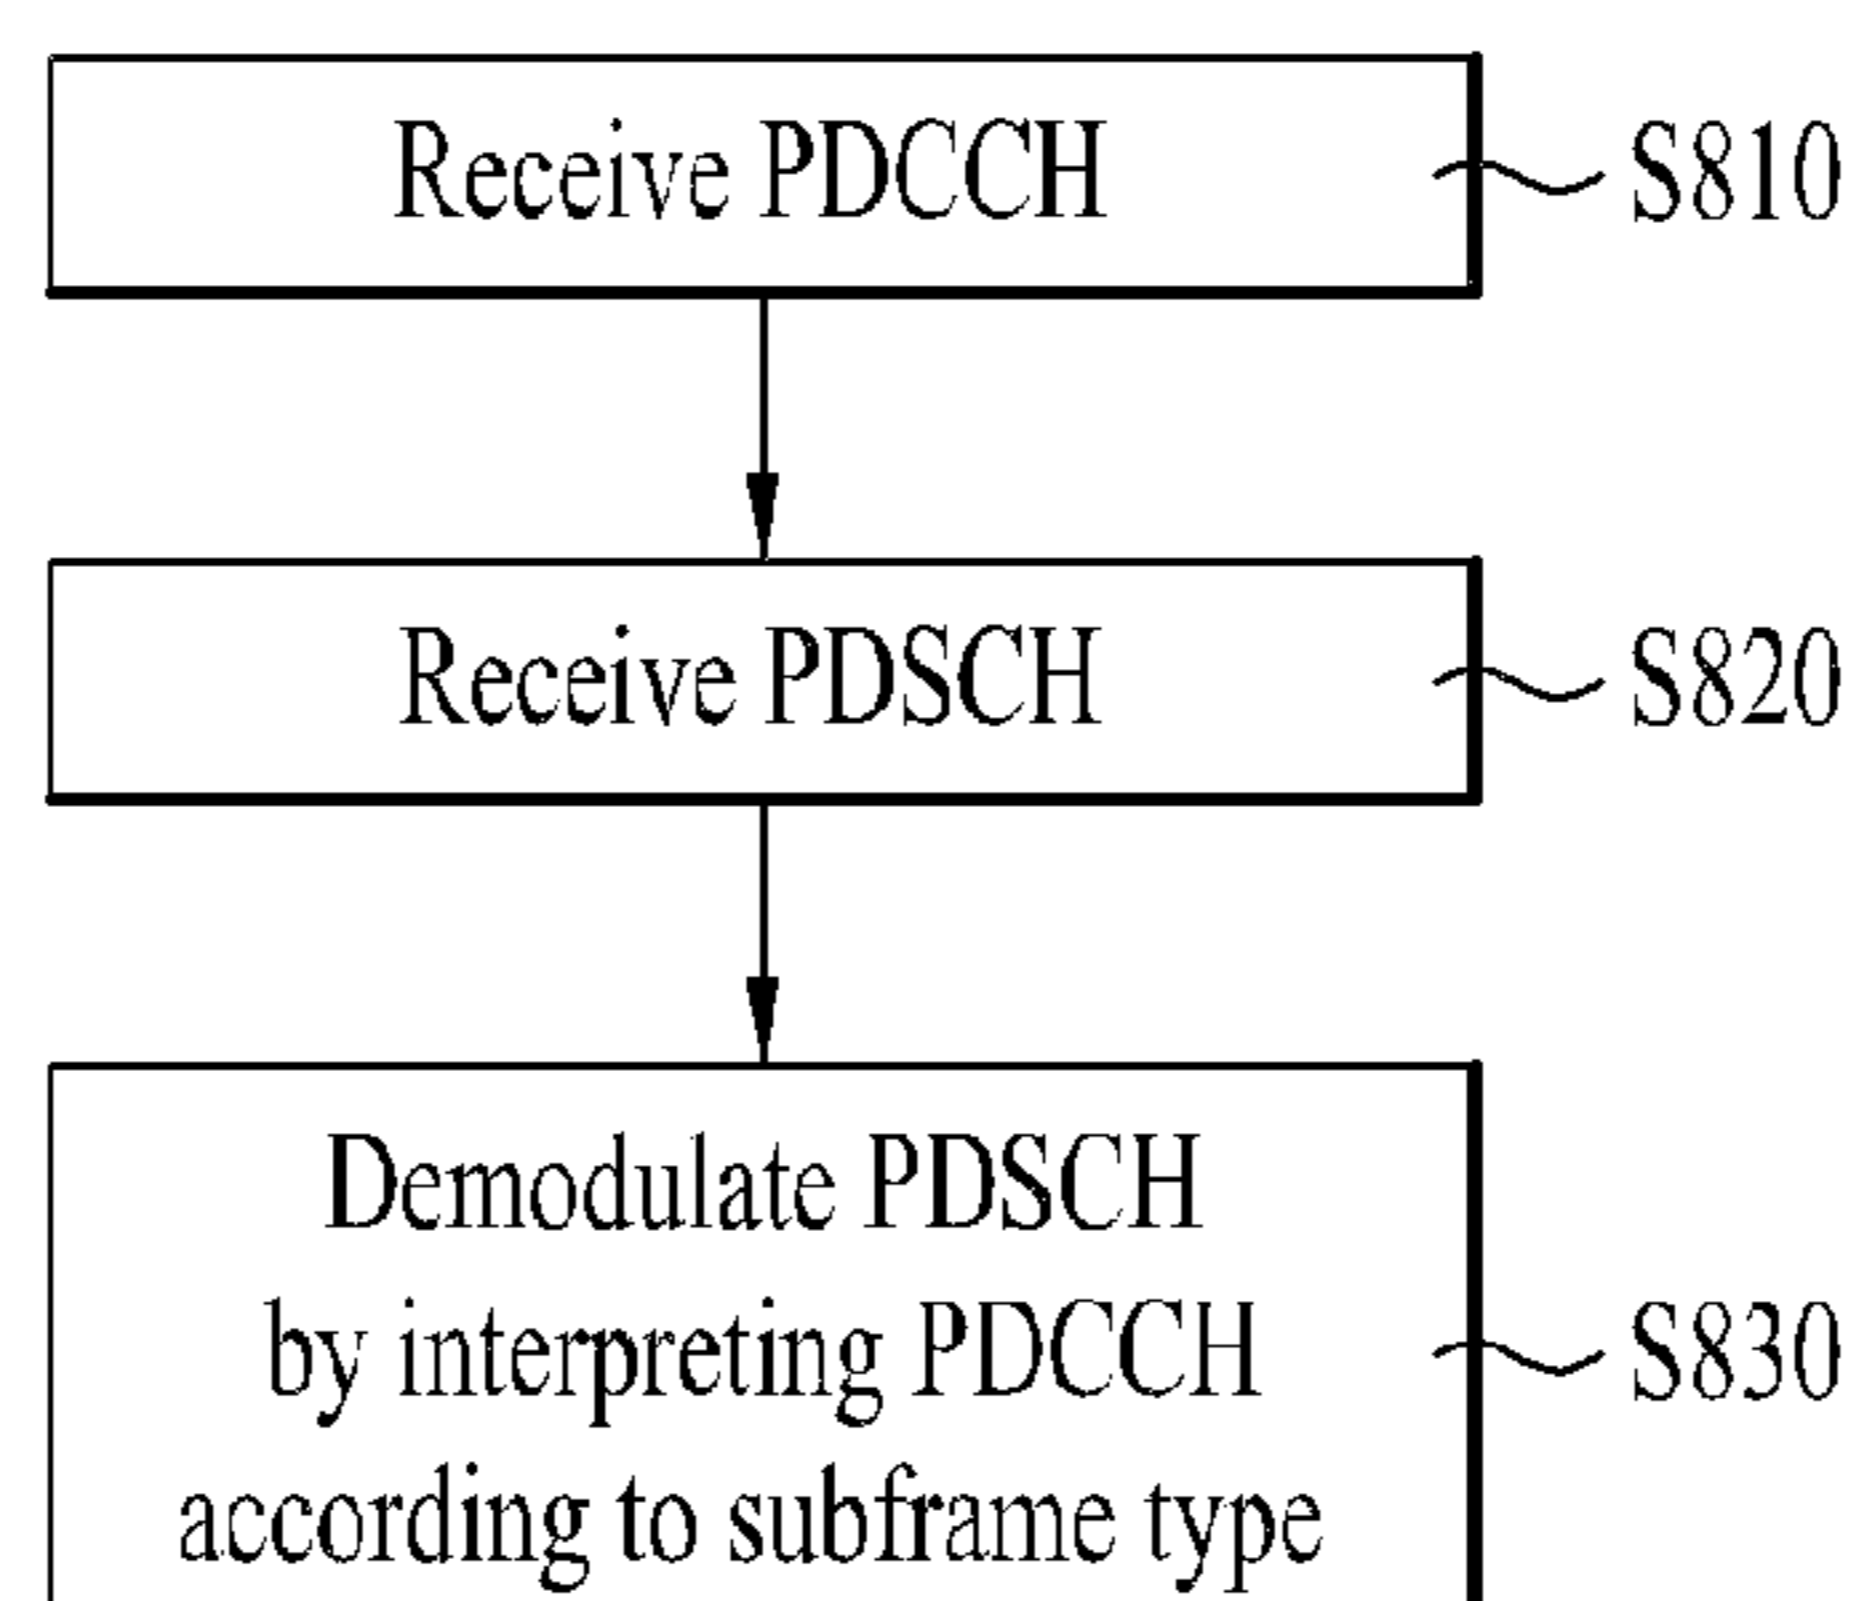 Receive PDCCH
S810
Receive PDSCH
S820
Demodulate PDSCH
by interpreting PDCCH
S830
according to subframe type